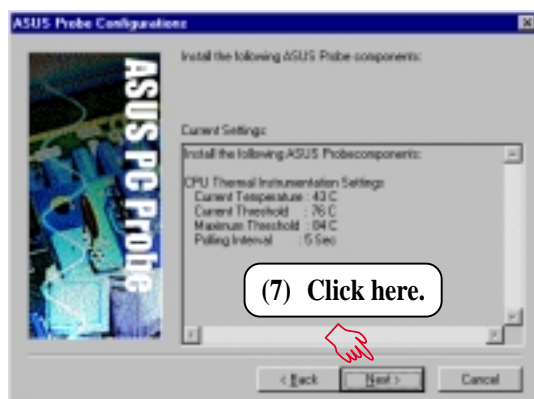 ASUS Probe Configurations
Install the following ASUS Probe components:
ASUS PC Probe
Current Settings:
Install the following ASUS Probecomponents:
CPU Thermal Instrumentation Settings
Current Temperature : 43 C
Current Threshold : 76 C
Maximum Threshold : 84 C
Polling Interval : 5 Sec
(7) Click here.
< Back
Next >
Cancel